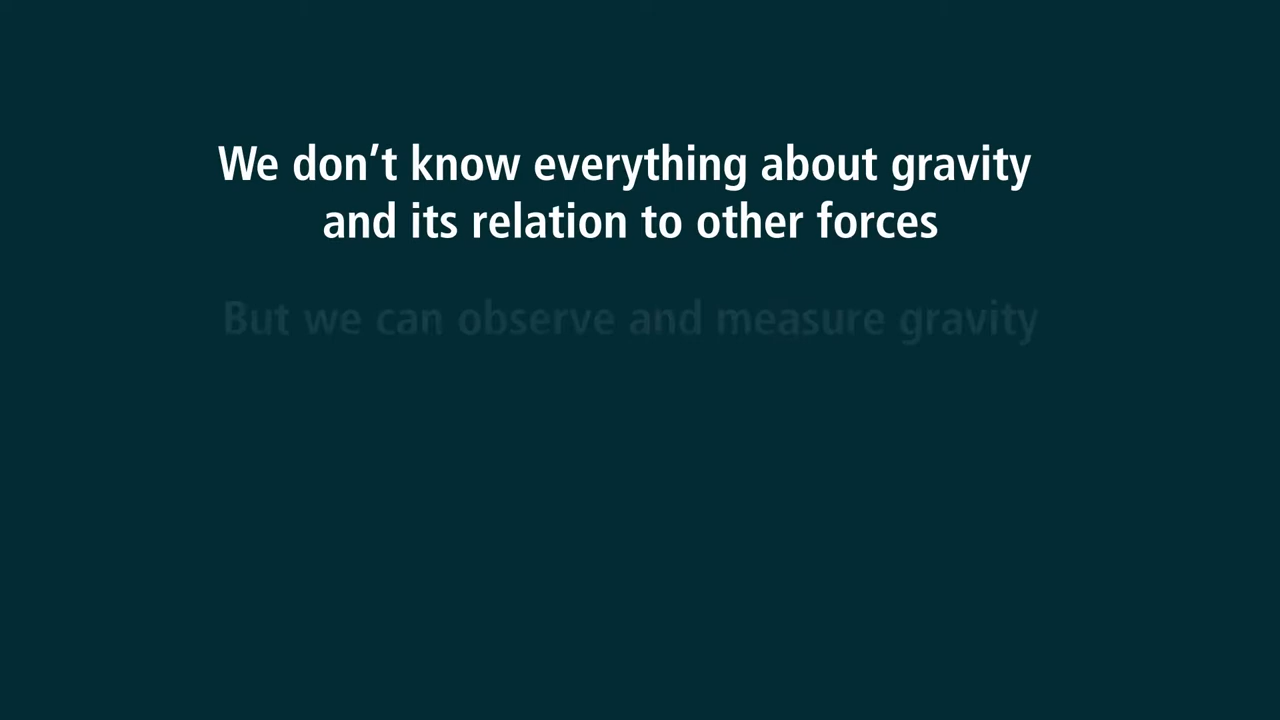 We don’t know everything about gravity
and its relation to other forces
But we can observe and measure gravity